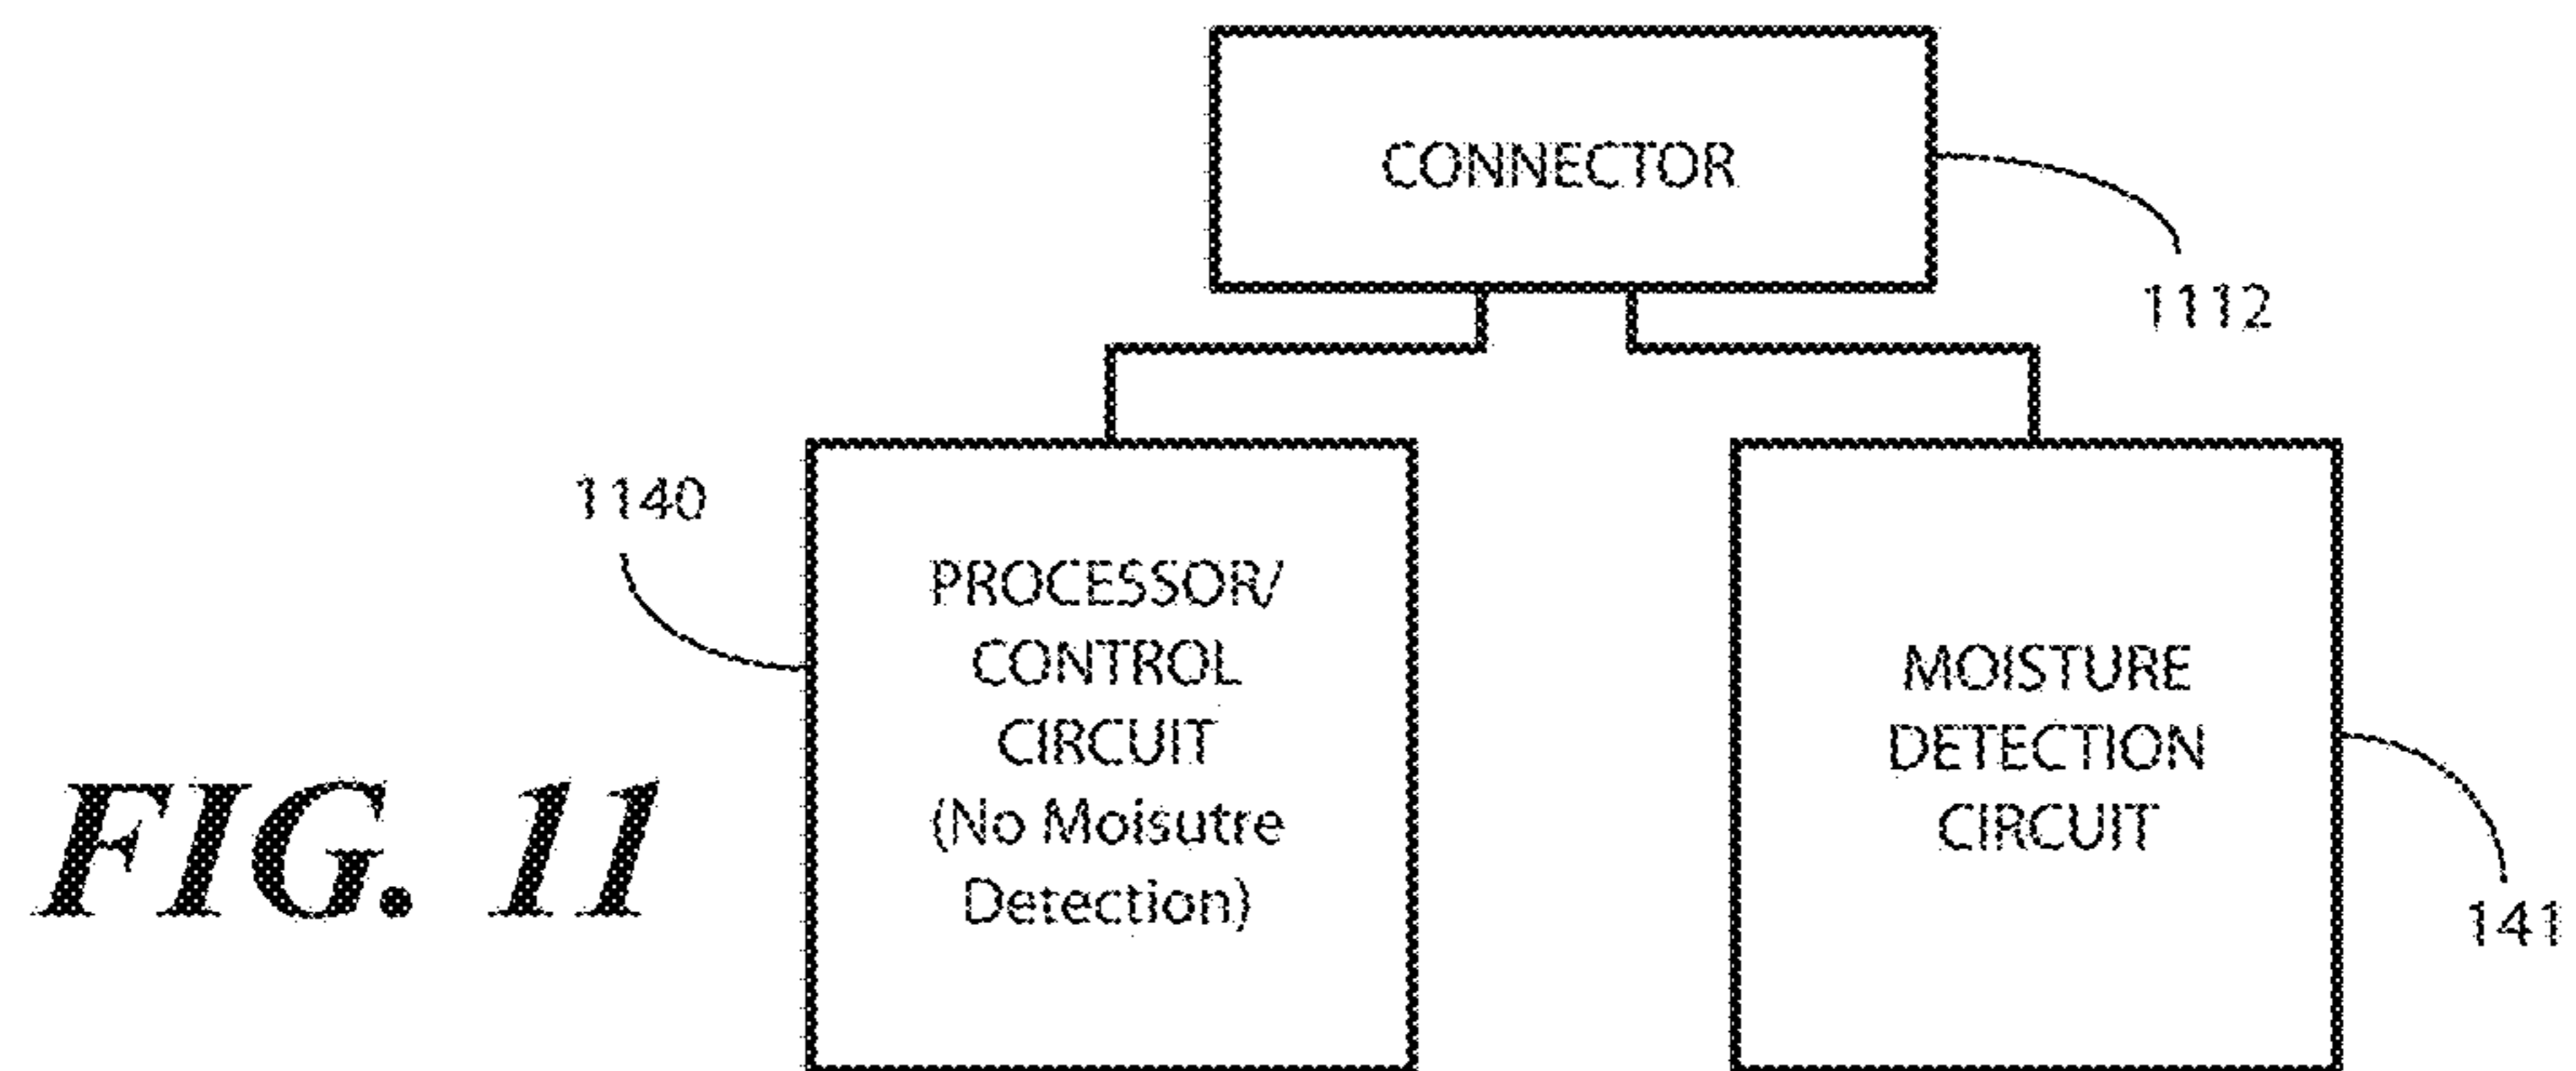 CONNECTOR
1112
1140
PROCESSOR/
CONTROL
CIRCUIT
(No Moisutre
Detection)
MOISTURE
DETECTION
CIRCUIT
141
FIG. 11